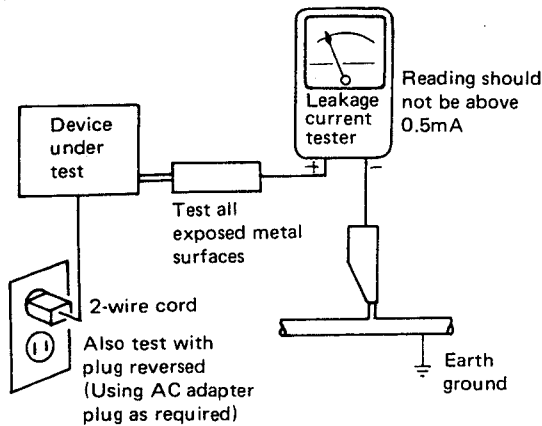 Device
under
test
Leakage
current
tester
+
−
Reading should
not be above
0.5mA
Test all
exposed metal
surfaces
2-wire cord
Also test with
plug reversed
(Using AC adapter
plug as required)
Earth
ground